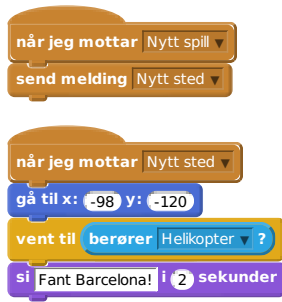 når jeg mottar Nytt spill
send melding Nytt sted
når jeg mottar Nytt sted
gå til x: -98 y: -120
vent til berører Helikopter ?
si Fant Barcelona! i 2 sekunder